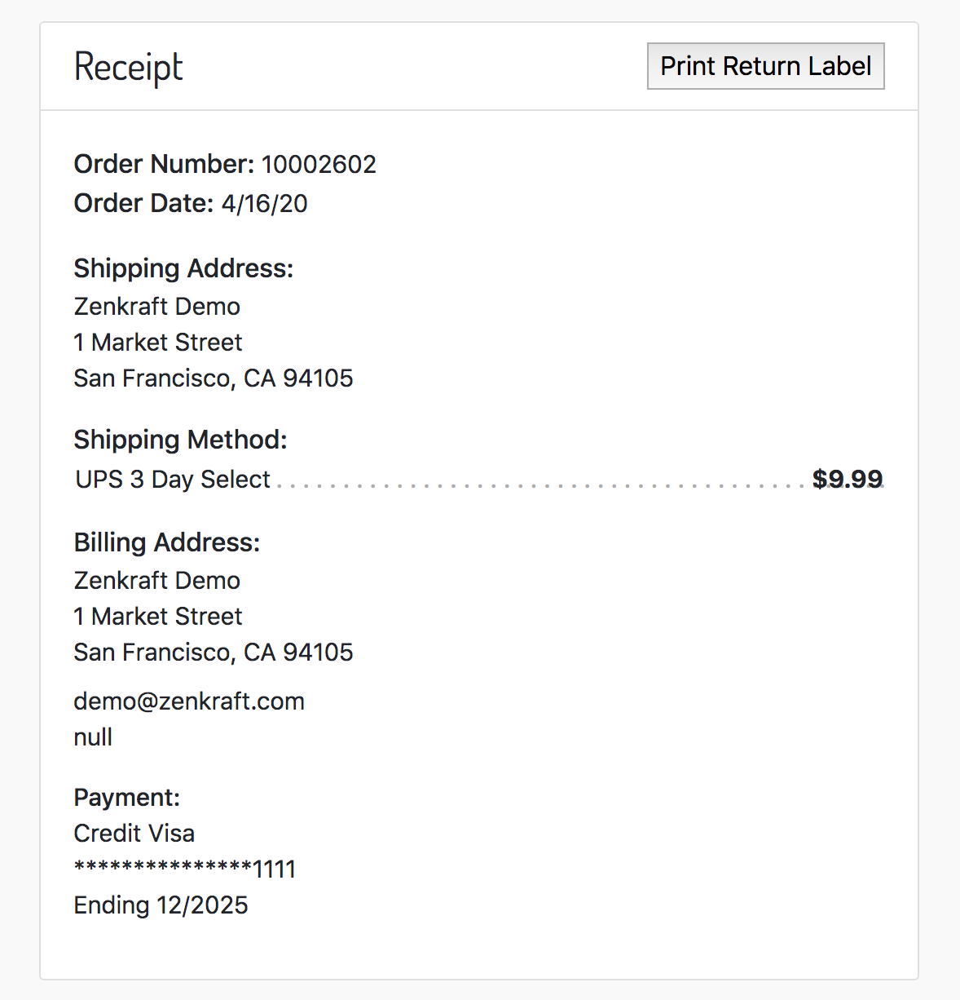 Receipt
Print Return Label
Order Number: 10002602
Order Date: 4/16/20
Shipping Address:
Zenkraft Demo
1 Market Street
San Francisco, CA 94105
Shipping Method:
UPS 3 Day Select ........................................ $9.99
Billing Address:
Zenkraft Demo
1 Market Street
San Francisco, CA 94105
demo@zenkraft.com
null
Payment:
Credit Visa
***************1111
Ending 12/2025